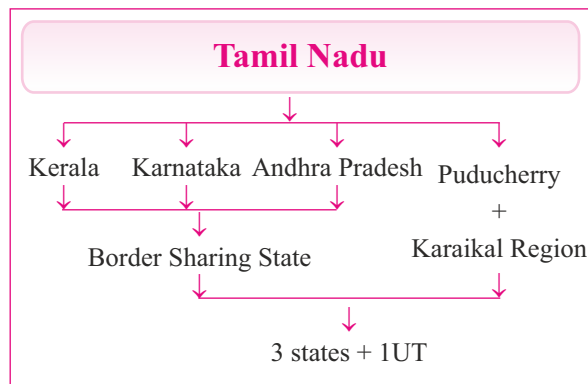 Tamil Nadu
Kerala Karnataka Andhra Pradesh Puducherry
+
Karaikal Region
Border Sharing State
3 states + 1UT